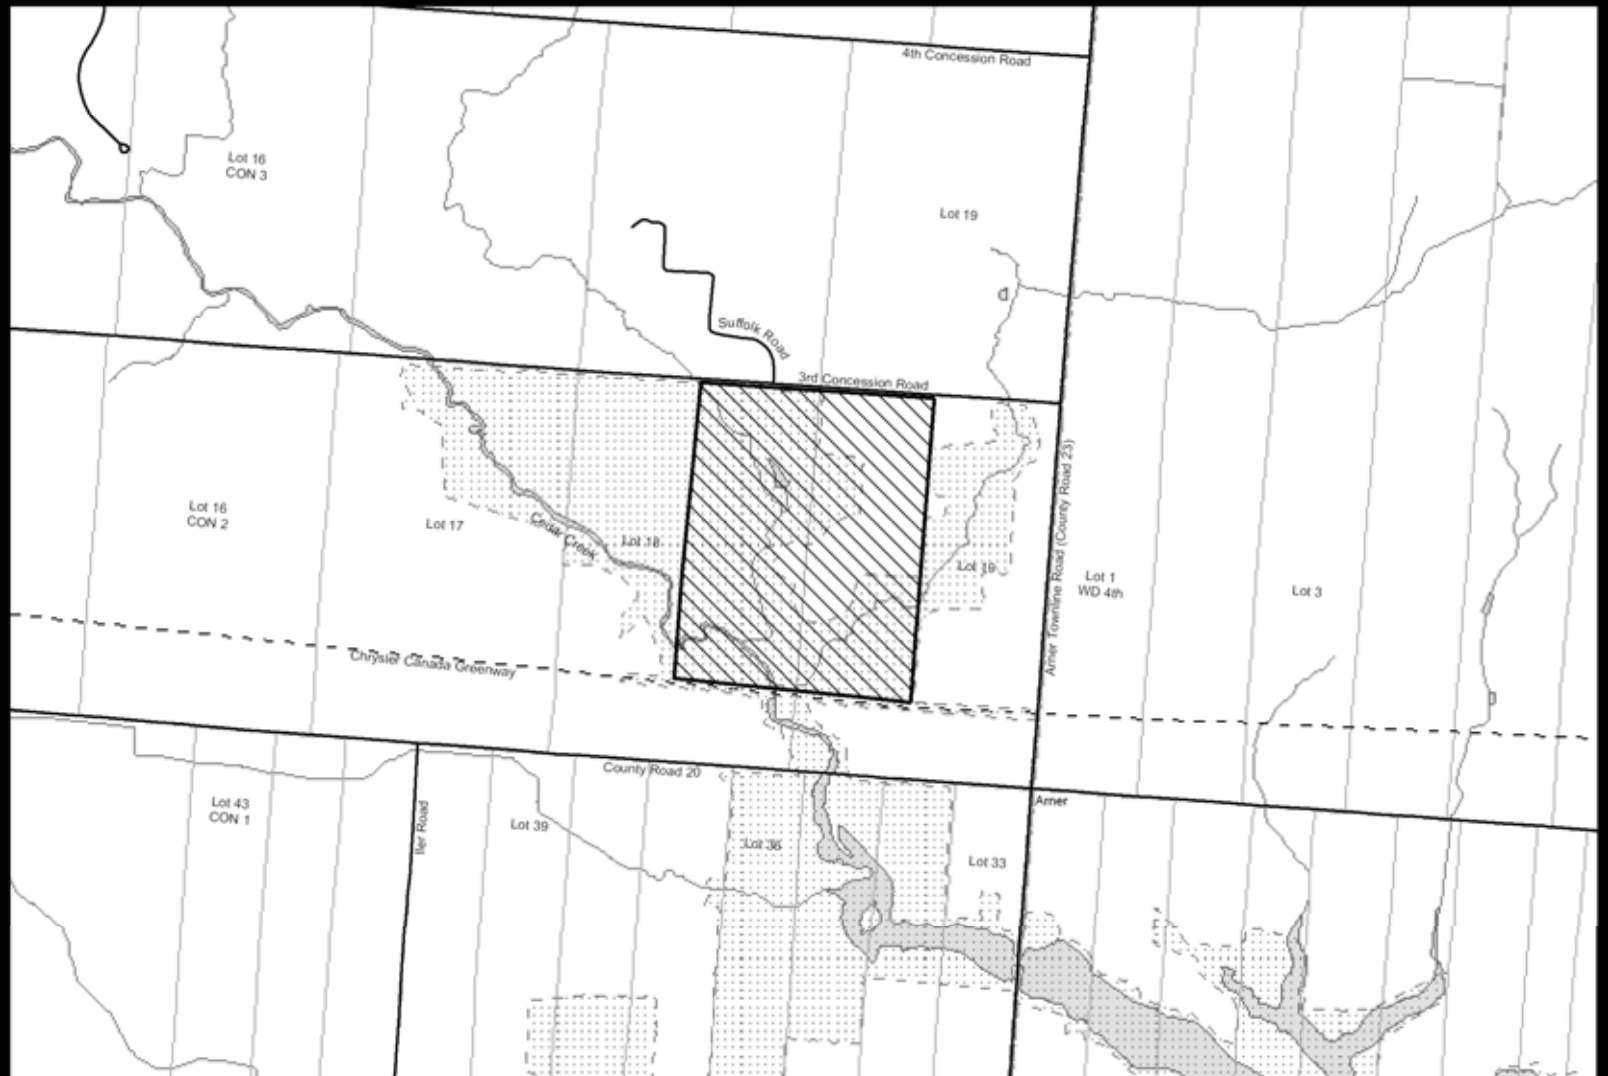 4th Concession Road
Lot 16
CON 3
Lot 19
Suffolk Road
3rd Concession Road
Lot 16
CON 2
Lot 17
Cedar Creek
Lot 18
Lot 19
Arner Townline Road (County Road 23)
Lot 1
WD 4th
Lot 3
Chrysler Canada Greenway
County Road 20
Arner
Lot 43
CON 1
ller Road
Lot 39
Lot 36
Lot 33